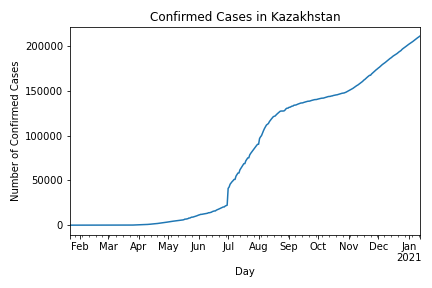 Confirmed Cases in Kazakhstan
Number of Confirmed Cases
200000
150000
100000
50000
0
Feb Mar Apr May Jun Jul Aug Sep Oct Nov Dec Jan
2021
Day